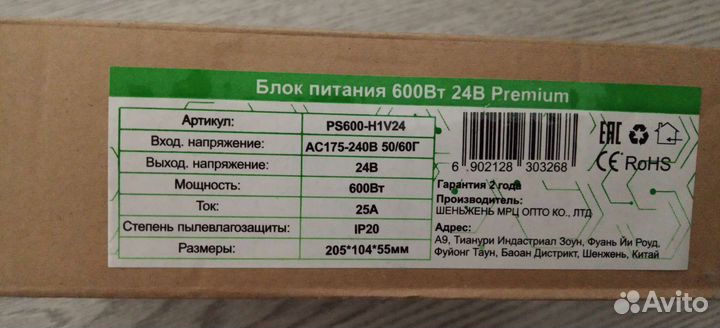 Блок питания 600Вт 24В Premium
Артикул: PS600-H1V24
Вход. напряжение: AC175-240В 50/60Г
Выход. напряжение: 24В
Мощность: 600Вт
Ток: 25А
Степень пылевлагозащиты: IP20
Размеры: 205*104*55мм
6 902128 303268
EAC
CE RoHS
Гарантия 2 года
Производитель:
ШЕНЬЖЕНЬ МРЦ ОПТО КО., ЛТД
Адрес:
А9, Тианури Индастриал Зоун, Фуань Йи Роуд,
Фуйонг Таун, Баоан Дистрикт, Шенжень, Китай
Avito